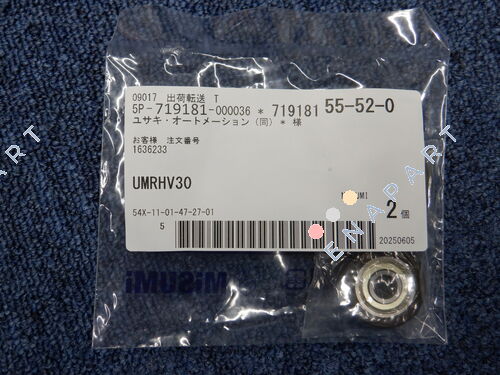 09017 出荷転送 T
5P-719181-000036 * 719181 55-52-0
ユサキ・オートメーション (同) * 様
お客様 注文番号
1636233
UMRHV30
54X-11-01-47-27-01
2個
5
20250605
MiSUMi
ENAPART